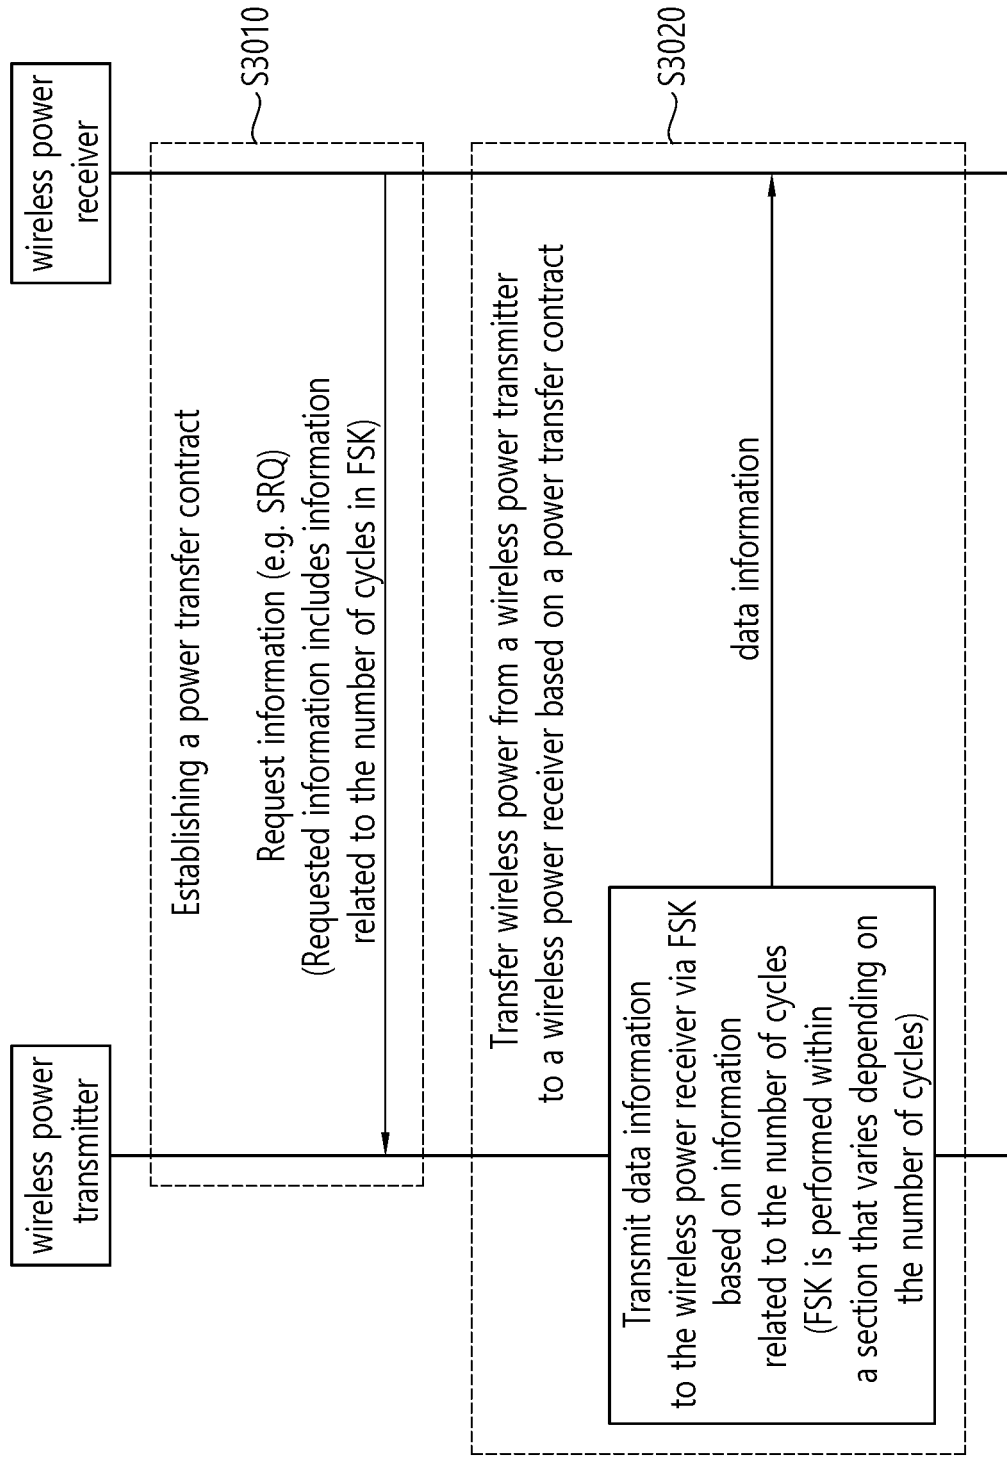 wireless power
transmitter
wireless power
receiver
Establishing a power transfer contract
Request information (e.g. SRQ)
(Requested information includes information
related to the number of cycles in FSK)
S3010
Transfer wireless power from a wireless power transmitter
to a wireless power receiver based on a power transfer contract
Transmit data information
to the wireless power receiver via FSK
based on information
related to the number of cycles
(FSK is performed within
a section that varies depending on
the number of cycles)
data information
S3020